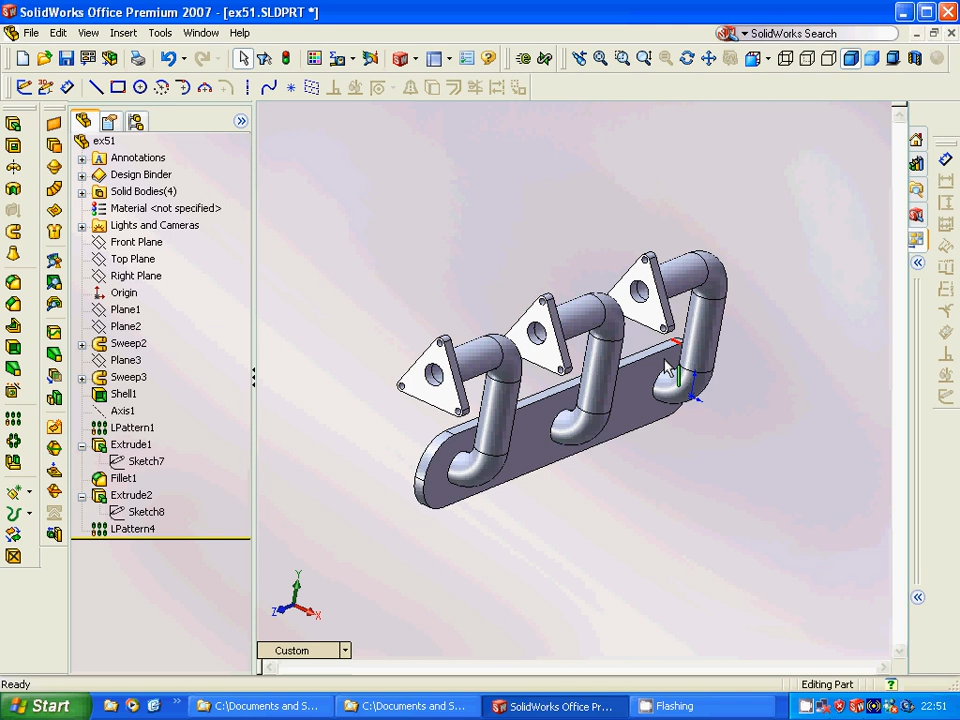 SolidWorks Office Premium 2007 - [ex51.SLDPRT *]
File Edit View Insert Tools Window Help SolidWorks Search
ex51
Annotations
Design Binder
Solid Bodies(4)
Material <not specified>
Lights and Cameras
Front Plane
Top Plane
Right Plane
Origin
Plane1
Plane2
Sweep2
Plane3
Sweep3
Shell1
Axis1
LPattern1
Extrude1
Sketch7
Fillet1
Extrude2
Sketch8
LPattern4
Y
Z X
Custom
Ready Editing Part
Start C:\Documents and S... C:\Documents and S... SolidWorks Office Pr... Flashing 22:51